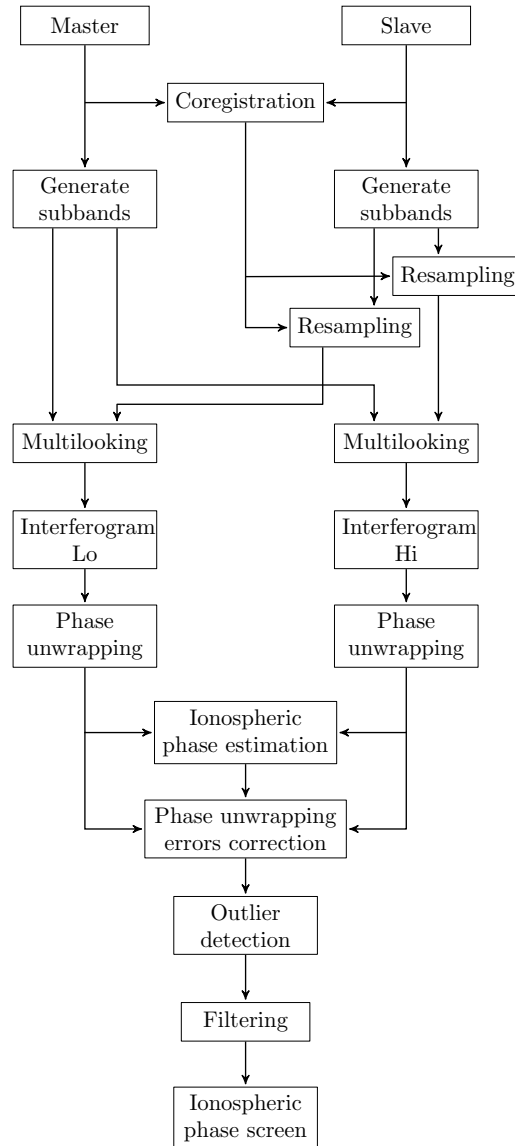 Master
Slave
Coregistration
Generate
subbands
Generate
subbands
Resampling
Resampling
Multilooking
Multilooking
Interferogram
Lo
Interferogram
Hi
Phase
unwrapping
Phase
unwrapping
Ionospheric
phase estimation
Phase unwrapping
errors correction
Outlier
detection
Filtering
Ionospheric
phase screen